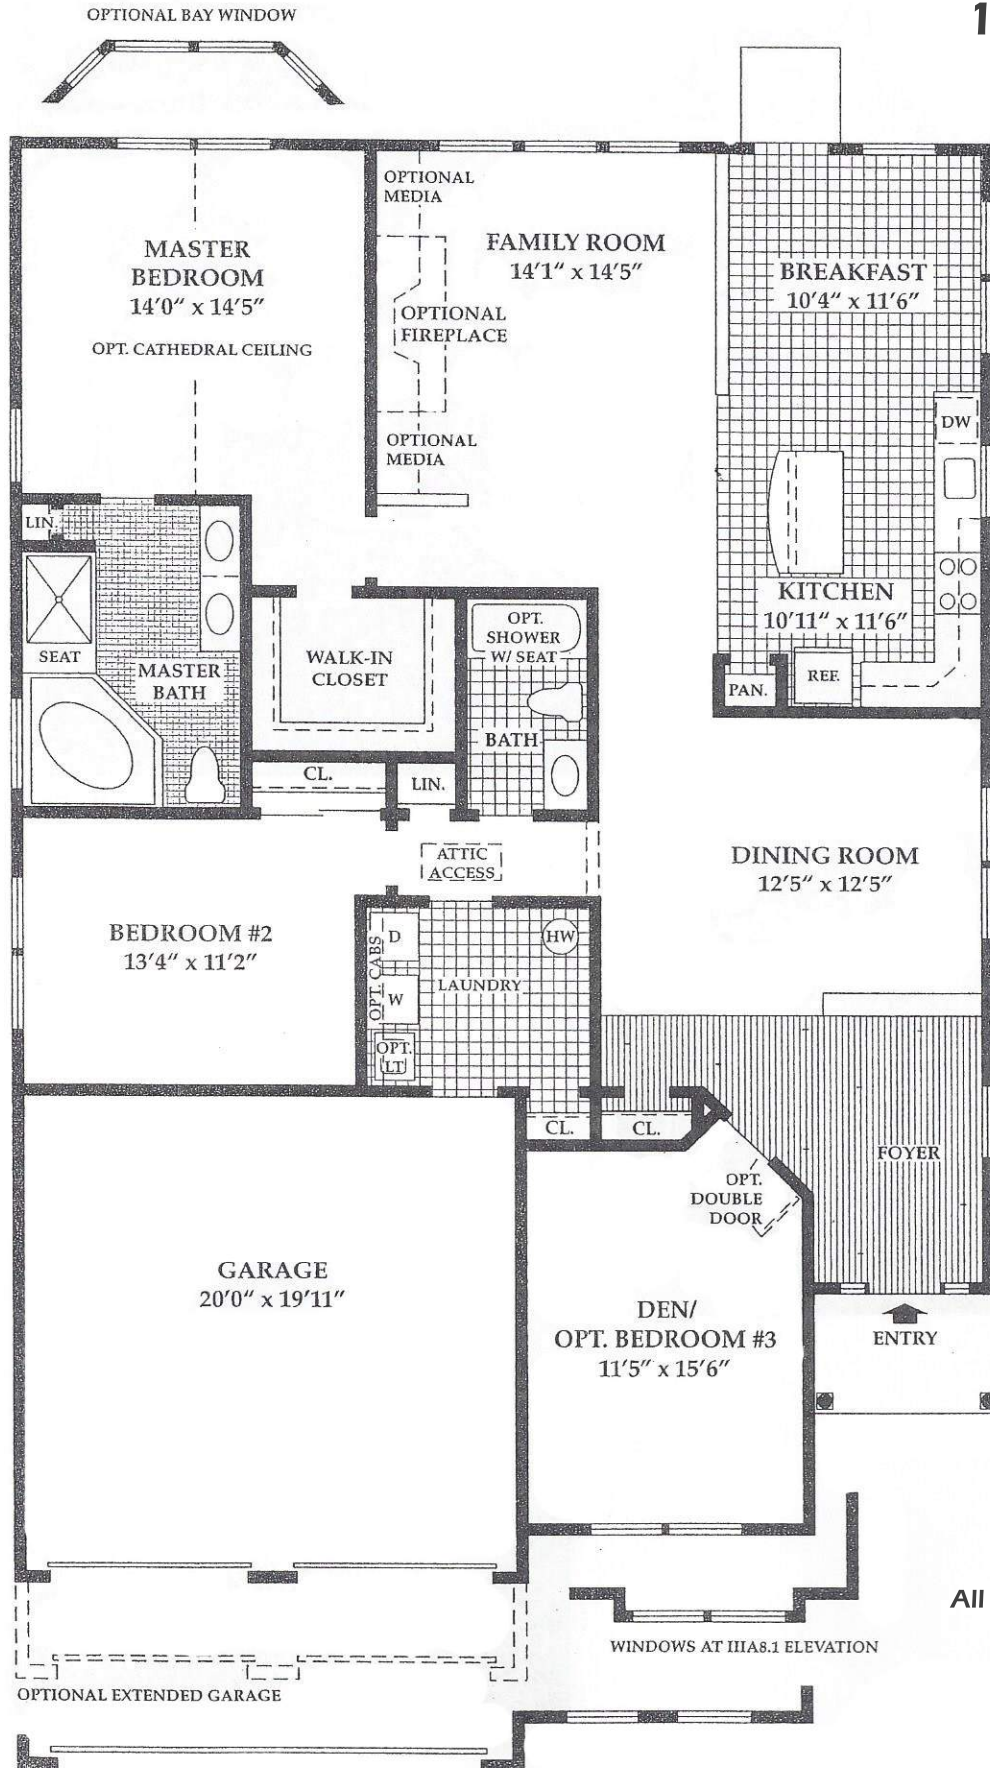 OPTIONAL BAY WINDOW
1
OPTIONAL
MEDIA
MASTER
BEDROOM
14'0" x 14'5"
OPT. CATHEDRAL CEILING
FAMILY ROOM
14'1" x 14'5"
OPTIONAL
FIREPLACE
OPTIONAL
MEDIA
BREAKFAST
10'4" x 11'6"
DW
LIN.
SEAT
MASTER
BATH
WALK-IN
CLOSET
OPT.
SHOWER
W/ SEAT
BATH
KITCHEN
10'11" x 11'6"
PAN.
REF.
CL.
LIN.
ATTIC
ACCESS
DINING ROOM
12'5" x 12'5"
BEDROOM #2
13'4" x 11'2"
OPT. CABS
D
W
OPT.
LT
HW
LAUNDRY
CL.
CL.
FOYER
OPT.
DOUBLE
DOOR
GARAGE
20'0" x 19'11"
DEN/
OPT. BEDROOM #3
11'5" x 15'6"
ENTRY
All
WINDOWS AT IIIA8.1 ELEVATION
OPTIONAL EXTENDED GARAGE